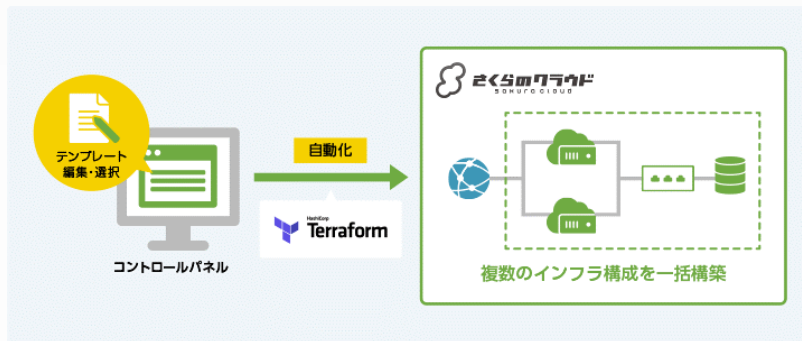 テンプレート
編集・選択
コントロールパネル
自動化
HashiCorp
Terraform
さくらのクラウド
SAKURA CLOUD
複数のインフラ構成を一括構築